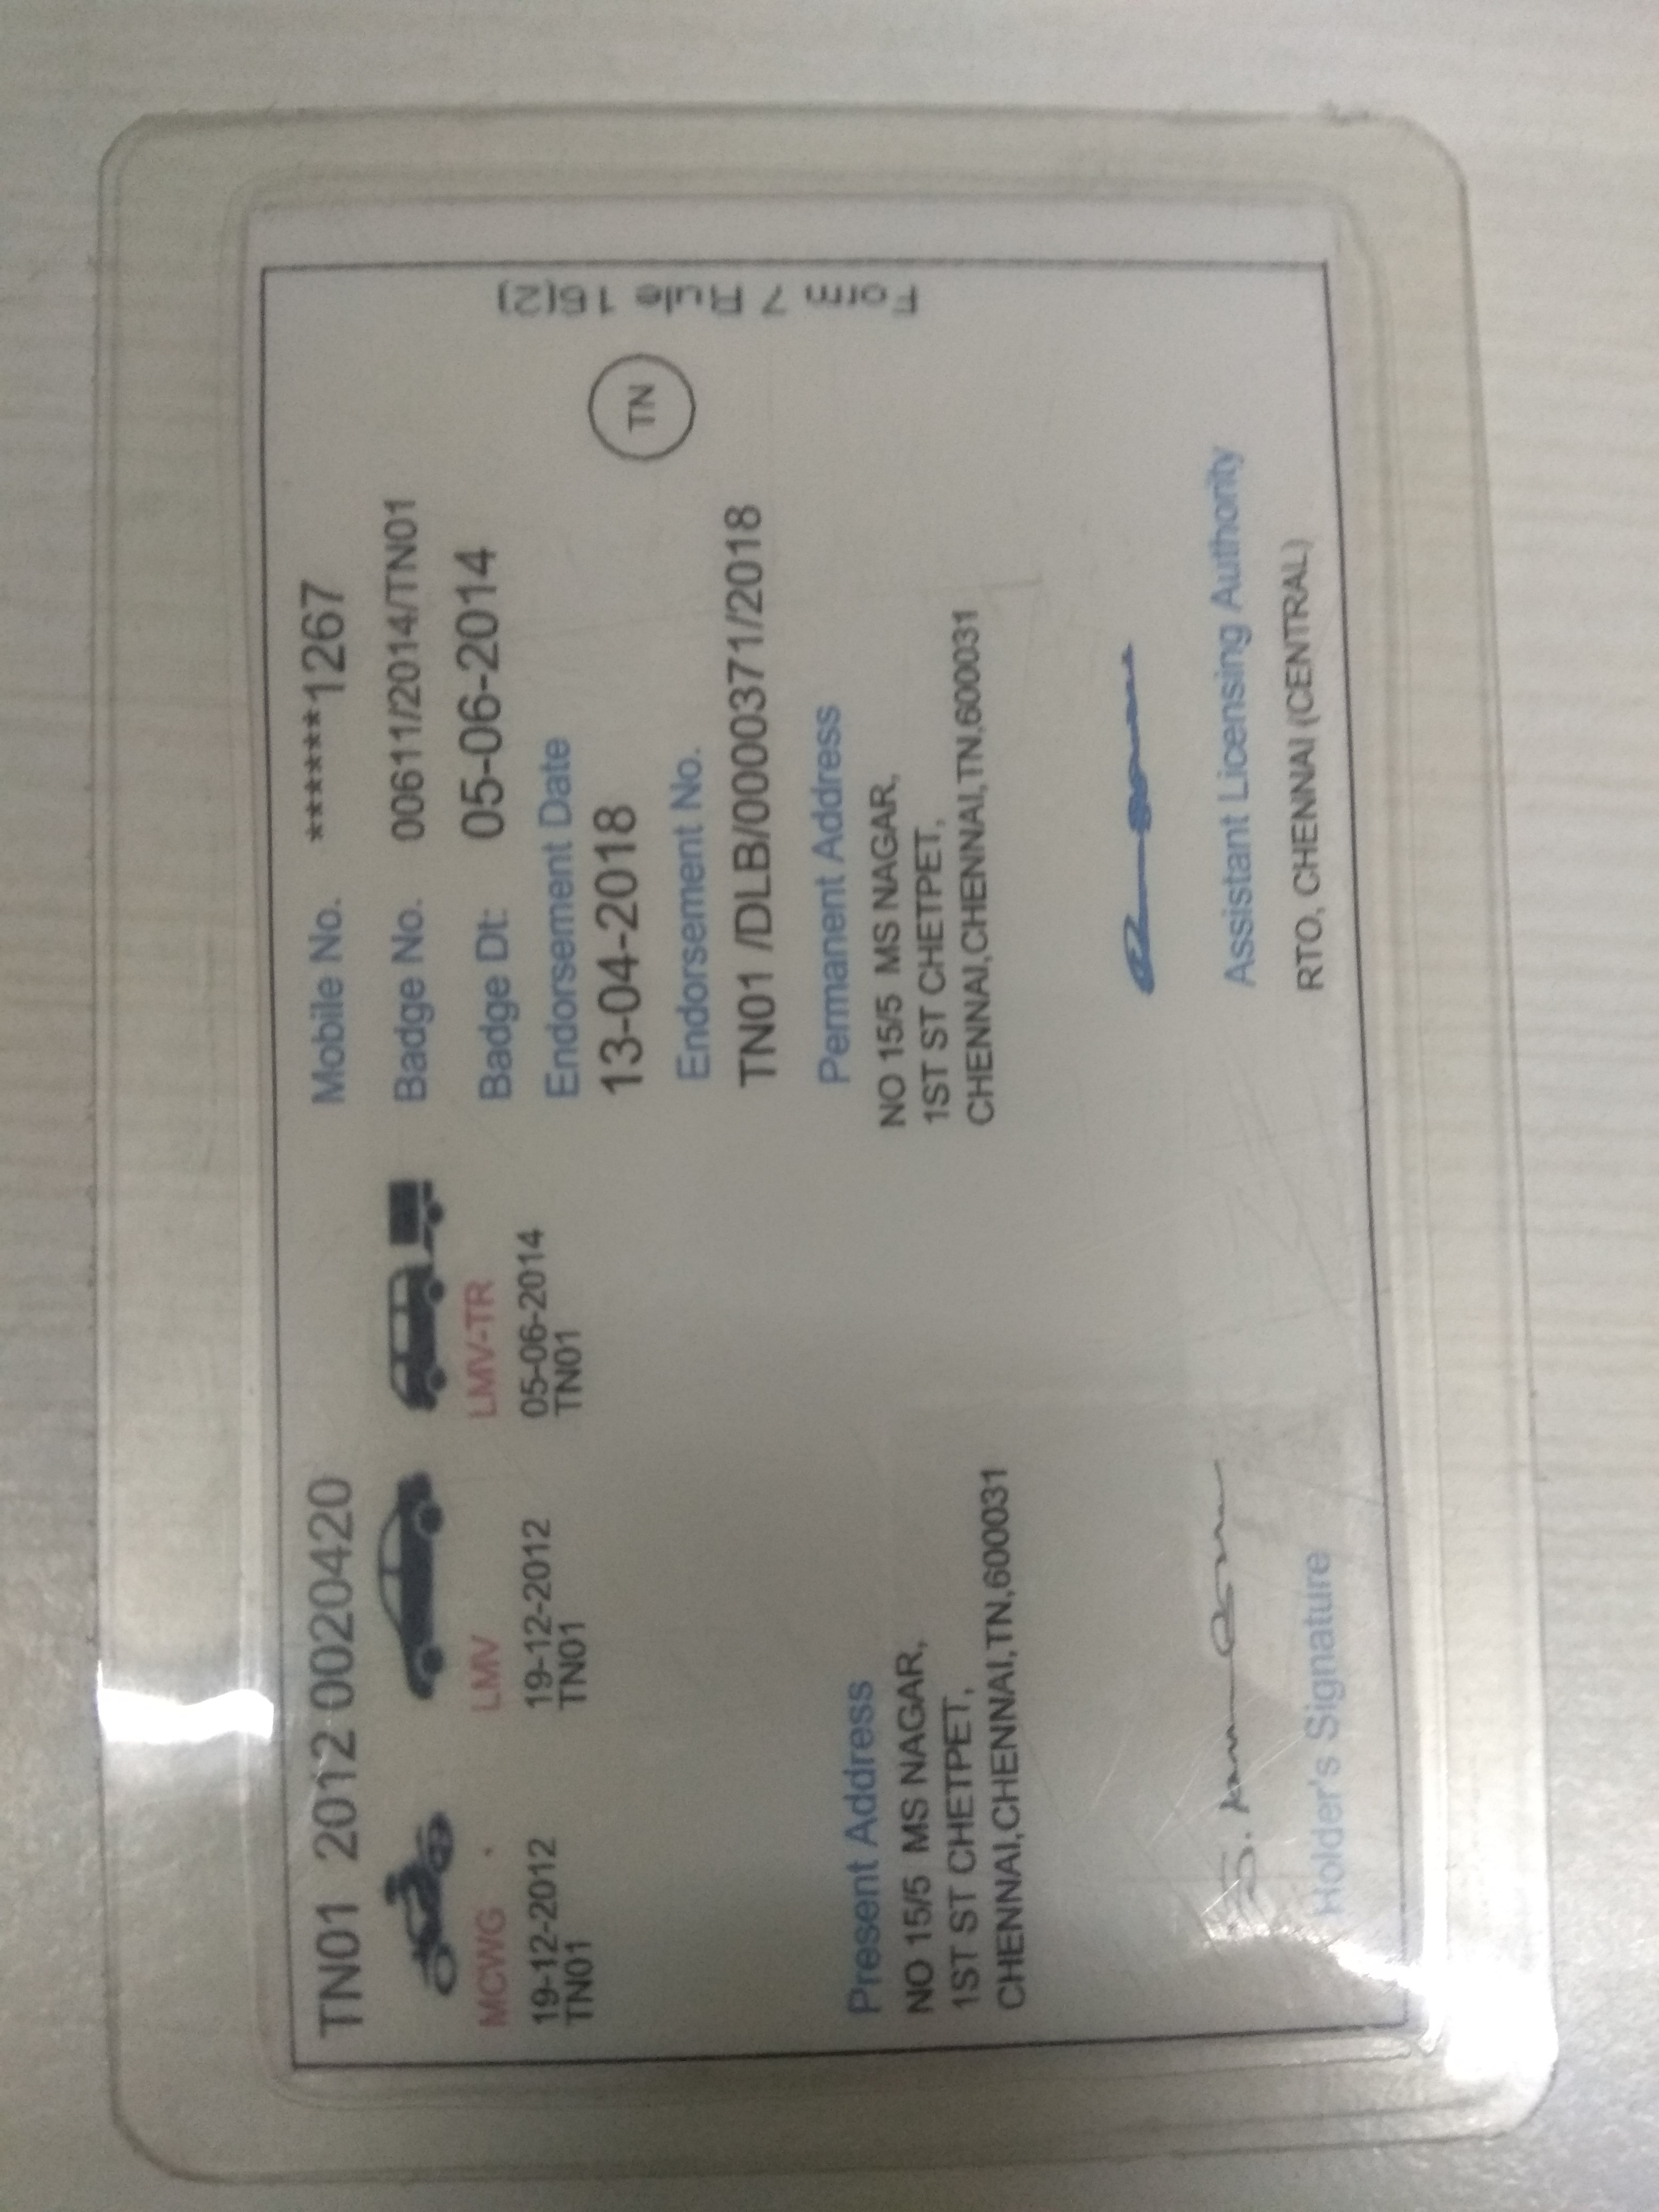 TN01 2012 0020420
MCWG
19-12-2012
TN01
LMV
19-12-2012
TN01
LMV-TR
05-06-2014
TN01
Mobile No. ******1267
Badge No. 00611/2014/TN01
Badge Dt: 05-06-2014
Endorsement Date
13-04-2018
Endorsement No.
TN01 /DLB/0000371/2018
TN
Form 7 Rule 16(2)
Present Address
NO 15/5 MS NAGAR,
1ST ST CHETPET,
CHENNAI,CHENNAI,TN,600031
Permanent Address
NO 15/5 MS NAGAR,
1ST ST CHETPET,
CHENNAI,CHENNAI,TN,600031
Holder's Signature
Assistant Licensing Authority
RTO, CHENNAI (CENTRAL)